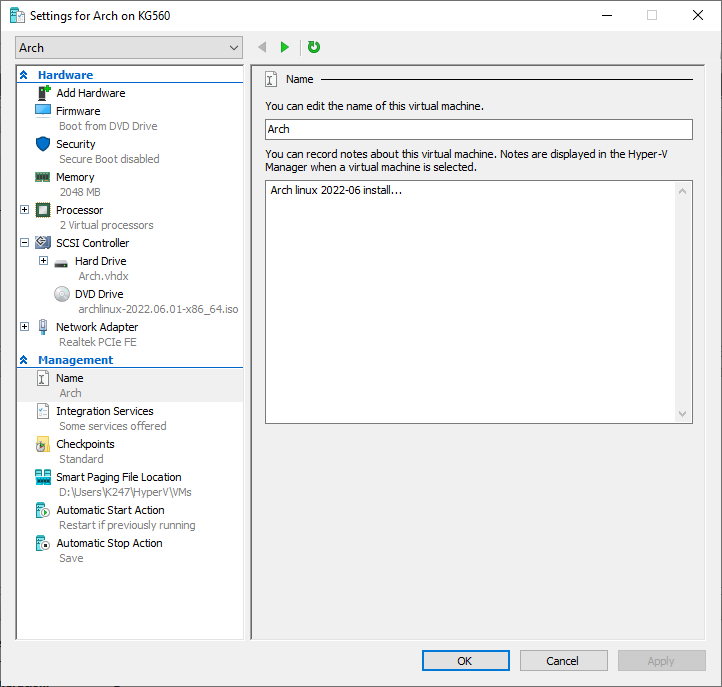 Settings for Arch on KG560
Arch
Hardware
Add Hardware
Firmware
Boot from DVD Drive
Security
Secure Boot disabled
Memory
2048 MB
Processor
2 Virtual processors
SCSI Controller
Hard Drive
Arch.vhdx
DVD Drive
archlinux-2022.06.01-x86_64.iso
Network Adapter
Realtek PCIe FE
Management
Name
Arch
Integration Services
Some services offered
Checkpoints
Standard
Smart Paging File Location
D:\Users\K247\HyperV\VMs
Automatic Start Action
Restart if previously running
Automatic Stop Action
Save
Name
You can edit the name of this virtual machine.
Arch
You can record notes about this virtual machine. Notes are displayed in the Hyper-V
Manager when a virtual machine is selected.
Arch linux 2022-06 install...
OK
Cancel
Apply